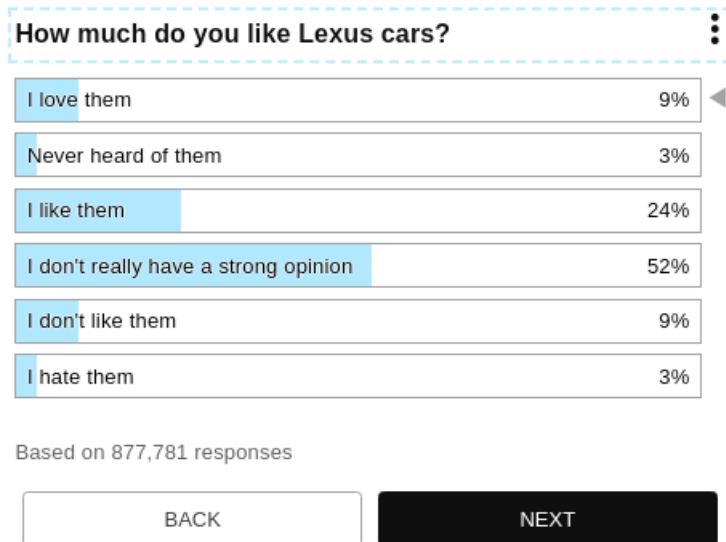 How much do you like Lexus cars?
I love them 9%
Never heard of them 3%
I like them 24%
I don't really have a strong opinion 52%
I don't like them 9%
I hate them 3%
Based on 877,781 responses
BACK NEXT